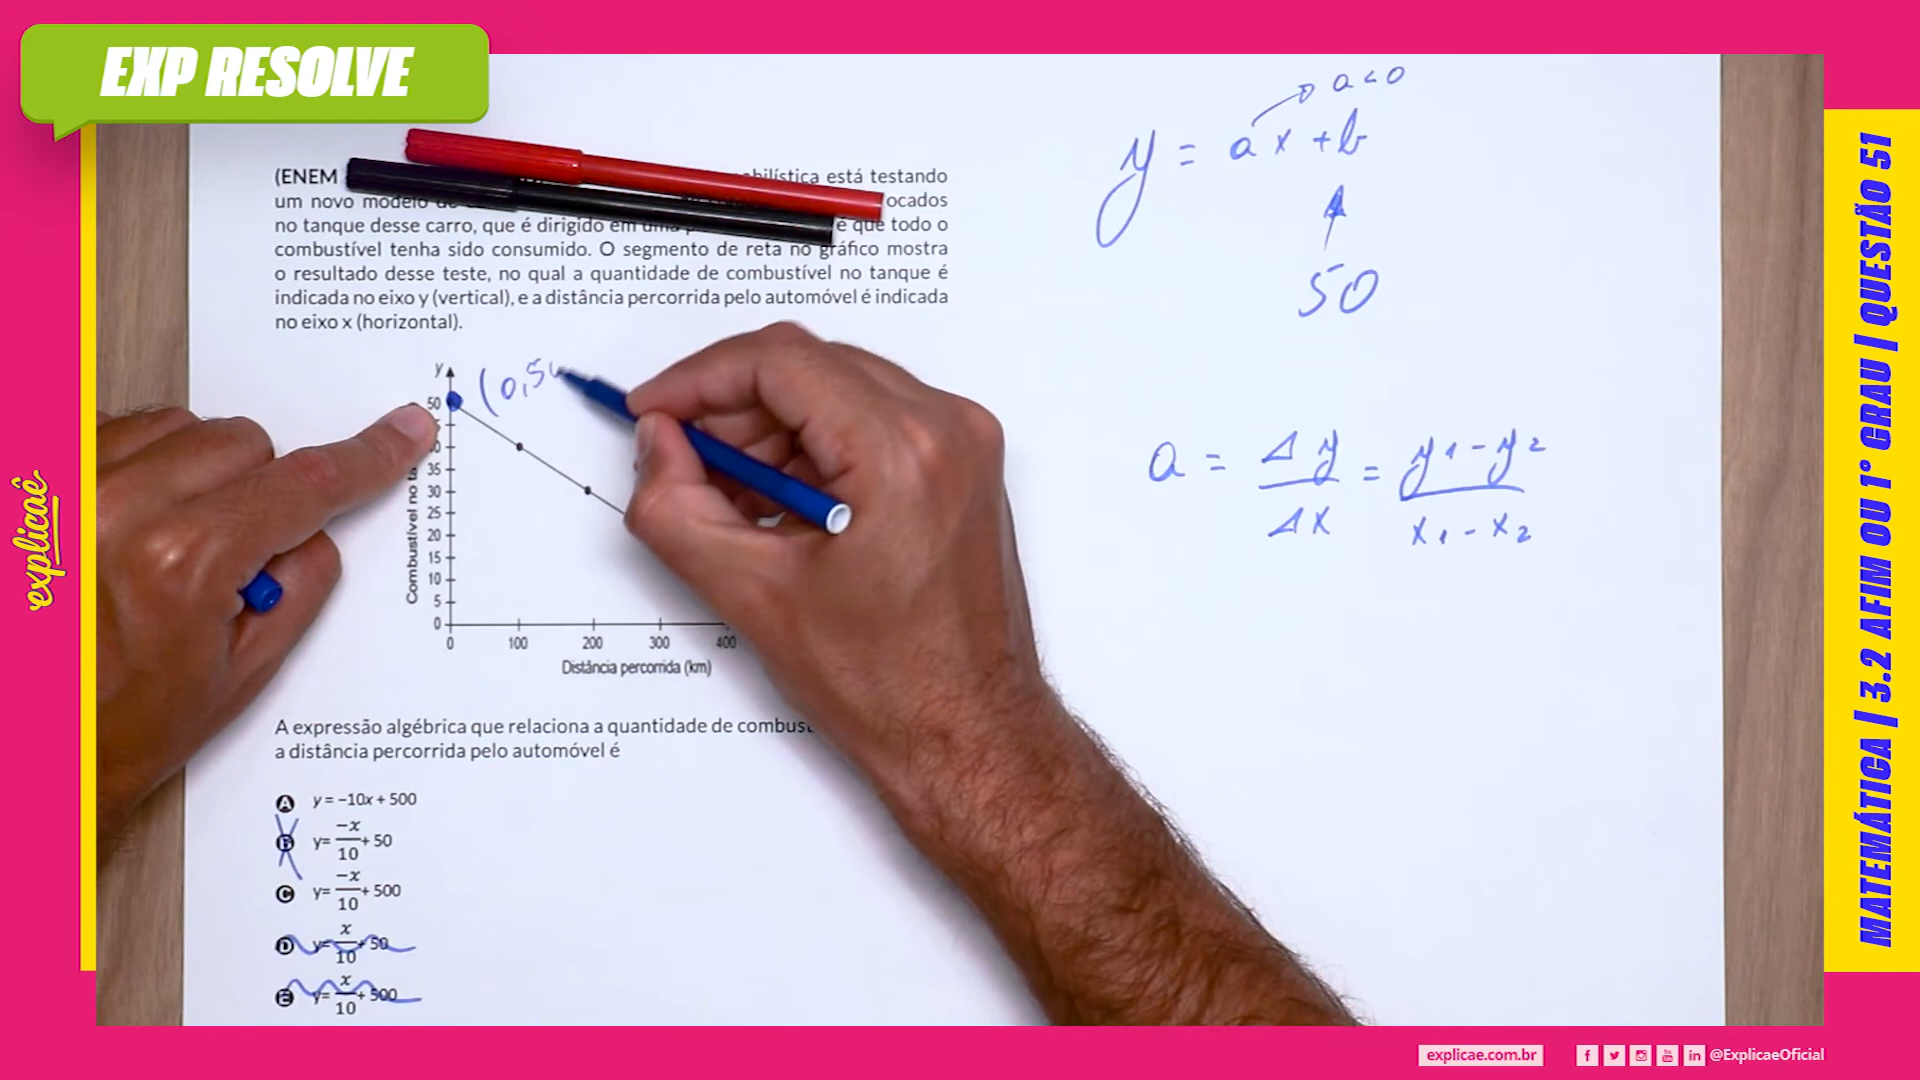 EXP RESOLVE
(ENEM
está testando
um novo modelo
ocados
no tanque desse carro, que é dirigido em
é que todo o
combustível tenha sido consumido. O segmento de reta no gráfico mostra
o resultado desse teste, no qual a quantidade de combustível no tanque é
indicada no eixo y (vertical), e a distância percorrida pelo automóvel é indicada
no eixo x (horizontal).
y
(0,5
50
35
30
25
20
15
10
5
0
Combustível no
0 100 200 300 400
Distância percorrida (km)
A expressão algébrica que relaciona a quantidade de
a distância percorrida pelo automóvel é
A y = –10x + 500
B y= –x/10 + 50
C y= –x/10 + 500
D y= x/10 + 50
E y= x/10 + 500
a < 0
y = ax + b
50
a = Δy/Δx = y1 - y2/x1 - x2
explicaê
MATEMÁTICA | 3.2 AFIM OU 1° GRAU | QUESTÃO 51
explicae.com.br
@ExplicaeOficial